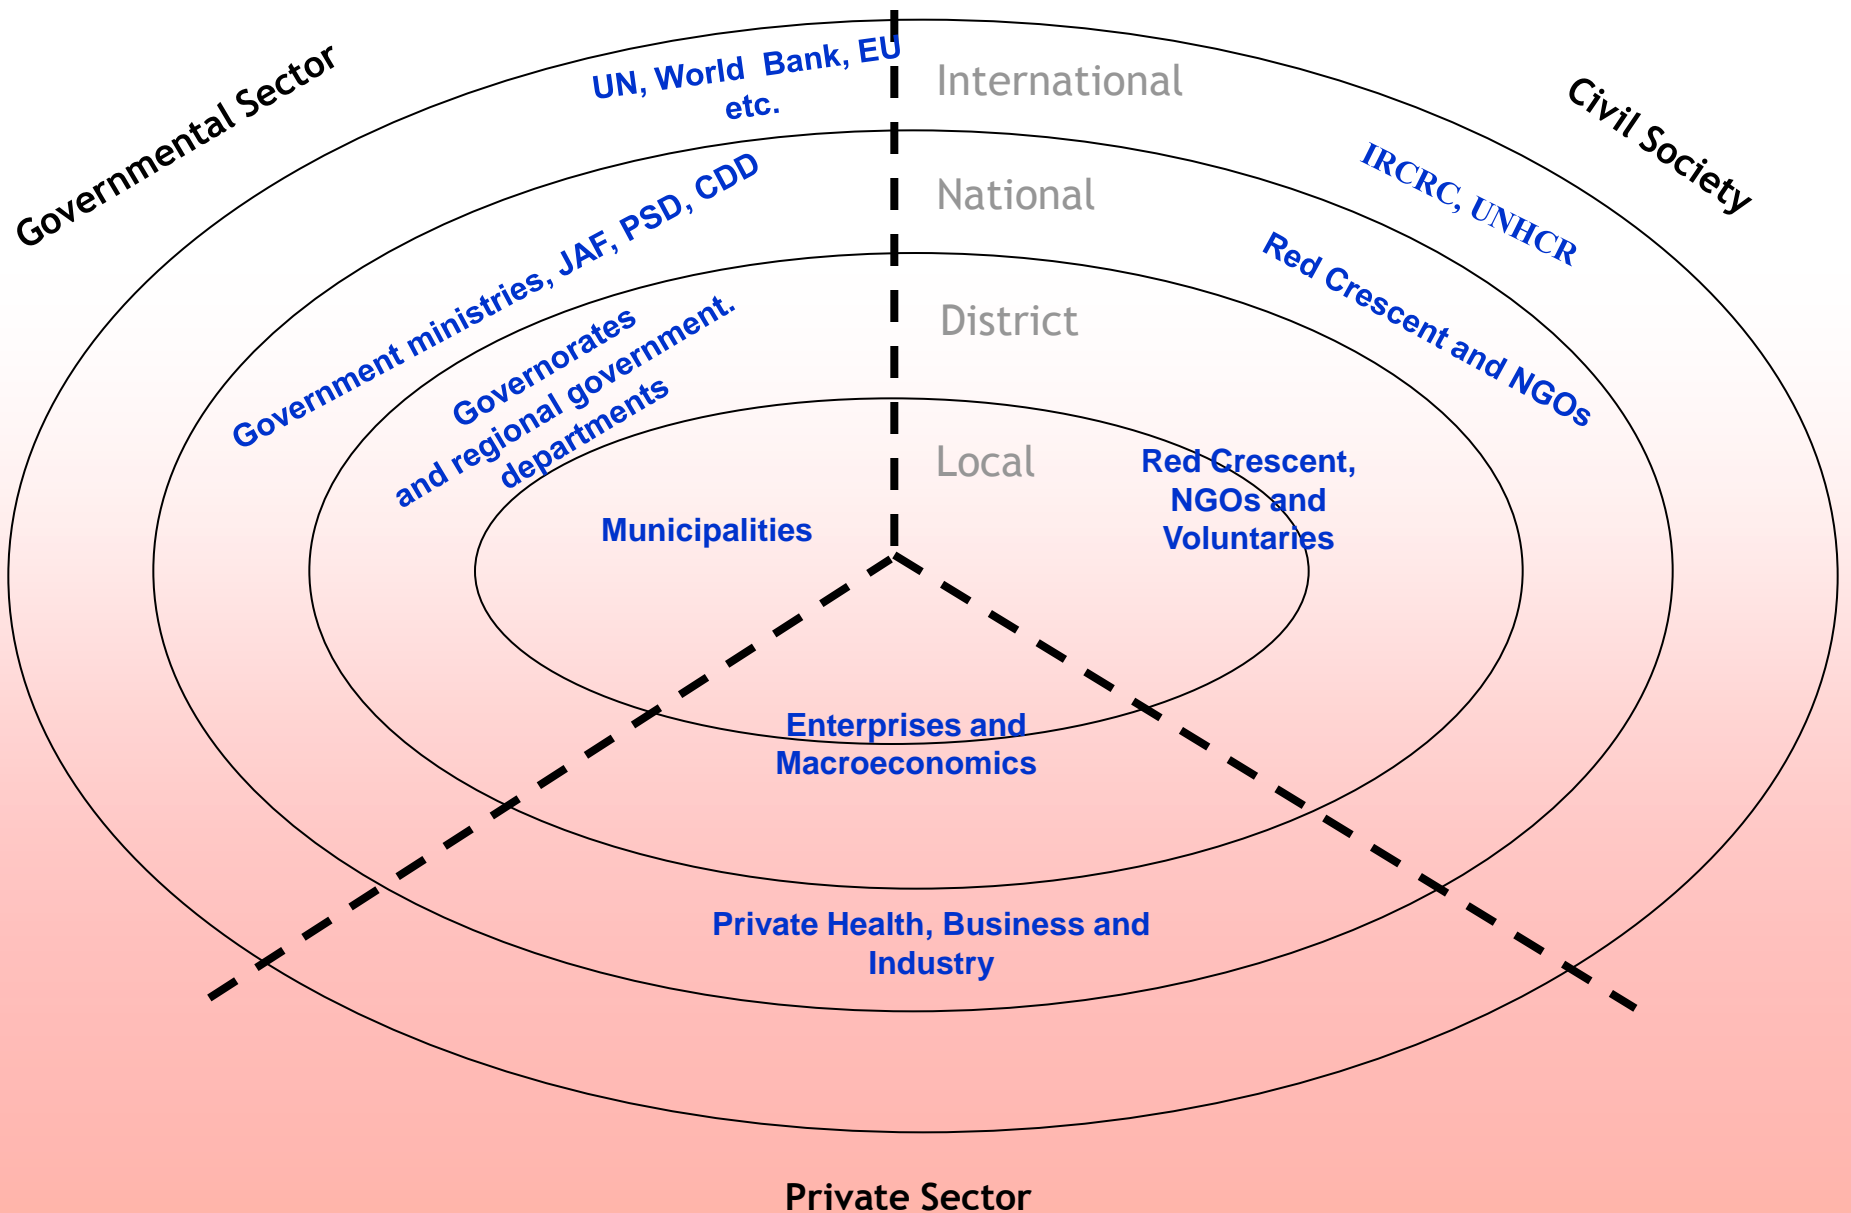 Governmental Sector
UN, World Bank, EU
etc.
International
Civil Society
IRCRC, UNHCR
National
Government ministries, JAF, PSD, CDD
Red Crescent and NGOs
District
Governorates
and regional government.
departments
Local
Red Crescent,
NGOs and
Voluntaries
Municipalities
Enterprises and
Macroeconomics
Private Health, Business and
Industry
Private Sector